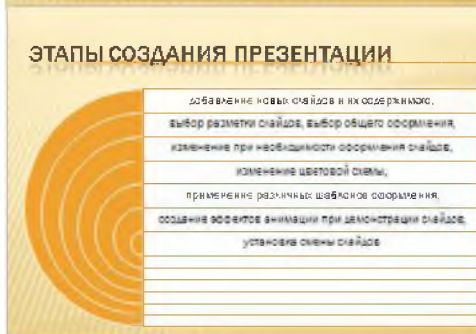 ЭТАПЫ СОЗДАНИЯ ПРЕЗЕНТАЦИИ
добавление новых слайдов и их содержимого,
выбор разметки слайдов, выбор общего оформления,
изменение при необходимости оформления слайдов,
изменение цветовой схемы,
применение различных шаблонов оформления,
создание эффектов анимации при демонстрации слайдов,
установка смены слайдов